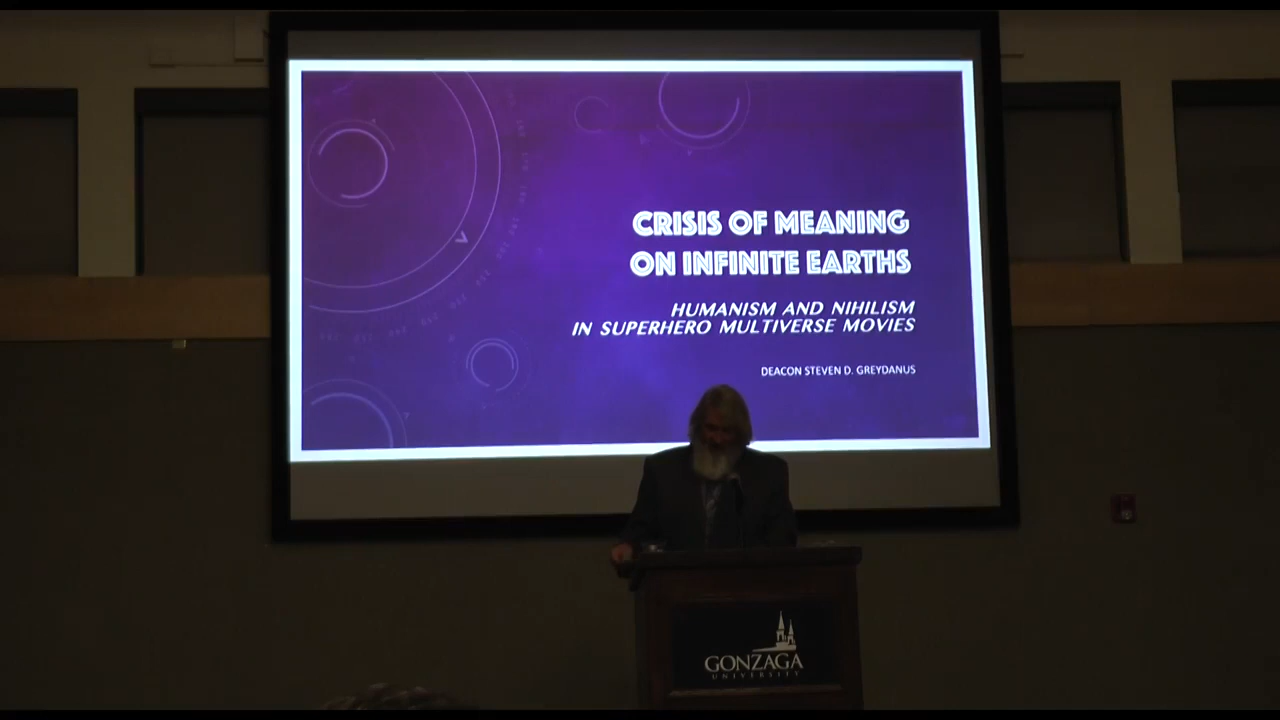 CRISIS OF MEANING
ON INFINITE EARTHS
HUMANISM AND NIHILISM
IN SUPERHERO MULTIVERSE MOVIES
DEACON STEVEN D. GREYDANUS
GONZAGA
UNIVERSITY